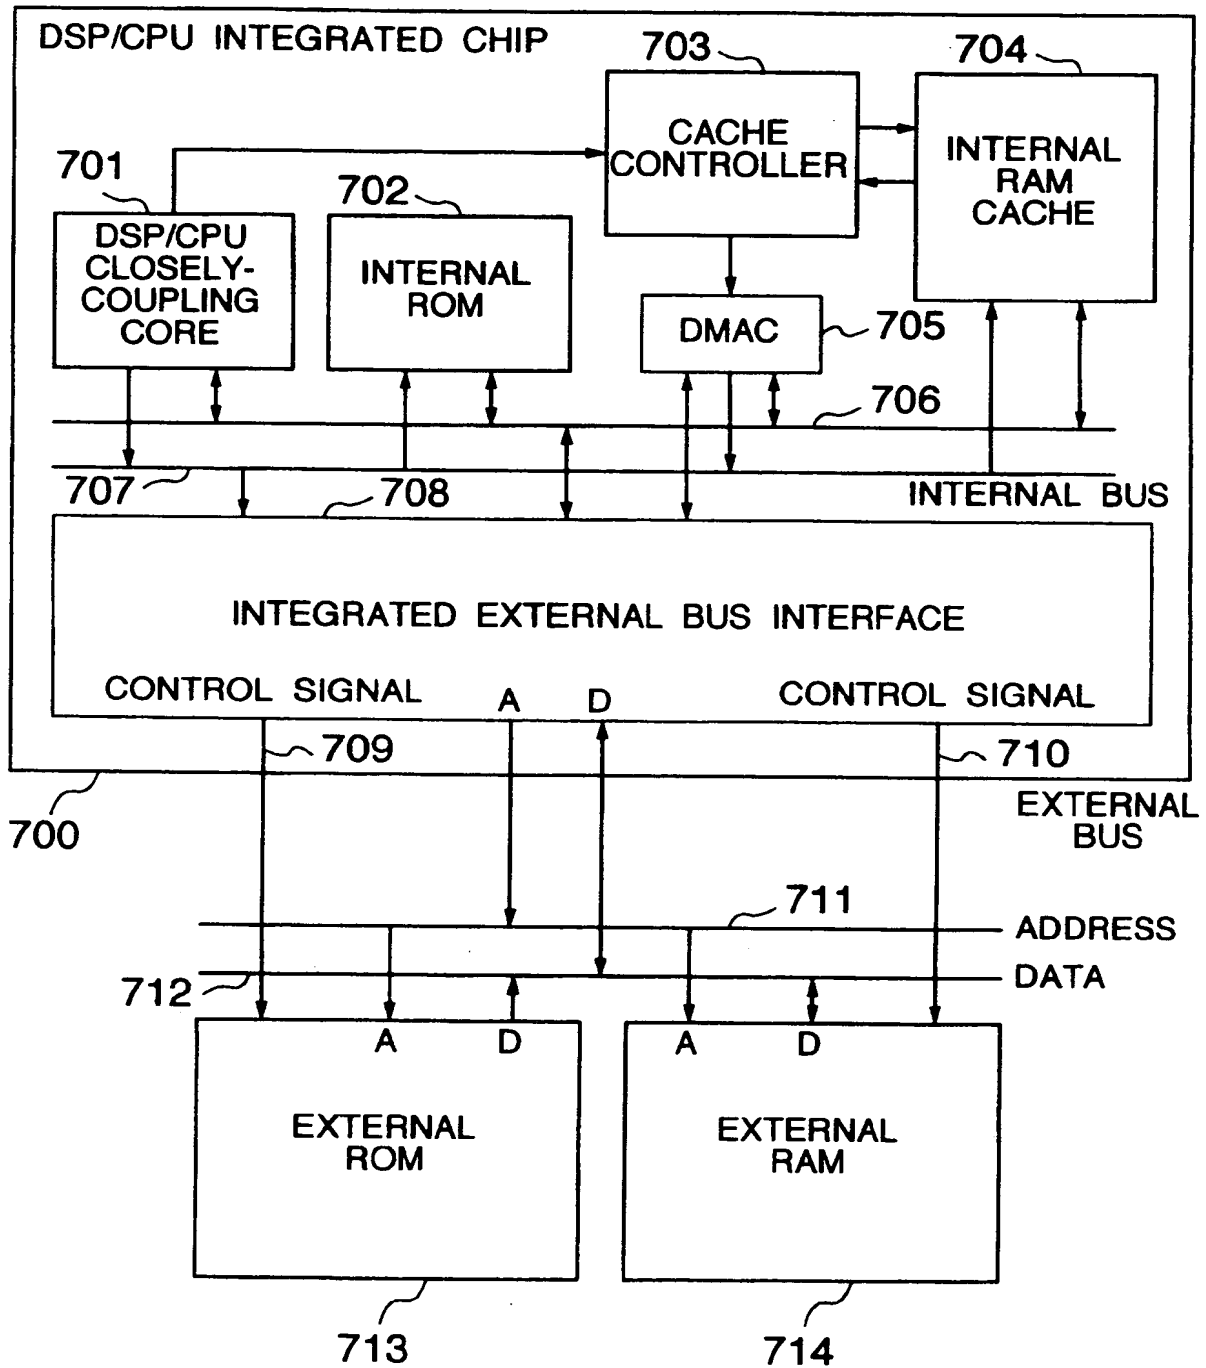 DSP/CPU INTEGRATED CHIP
703
704
CACHE
CONTROLLER
INTERNAL
RAM
CACHE
701
702
DSP/CPU
CLOSELY-
COUPLING
CORE
INTERNAL
ROM
DMAC
705
706
707
708
INTERNAL BUS
INTEGRATED EXTERNAL BUS INTERFACE
CONTROL SIGNAL
A
D
CONTROL SIGNAL
709
710
700
EXTERNAL
BUS
711
ADDRESS
712
DATA
A
D
A
D
EXTERNAL
ROM
EXTERNAL
RAM
713
714